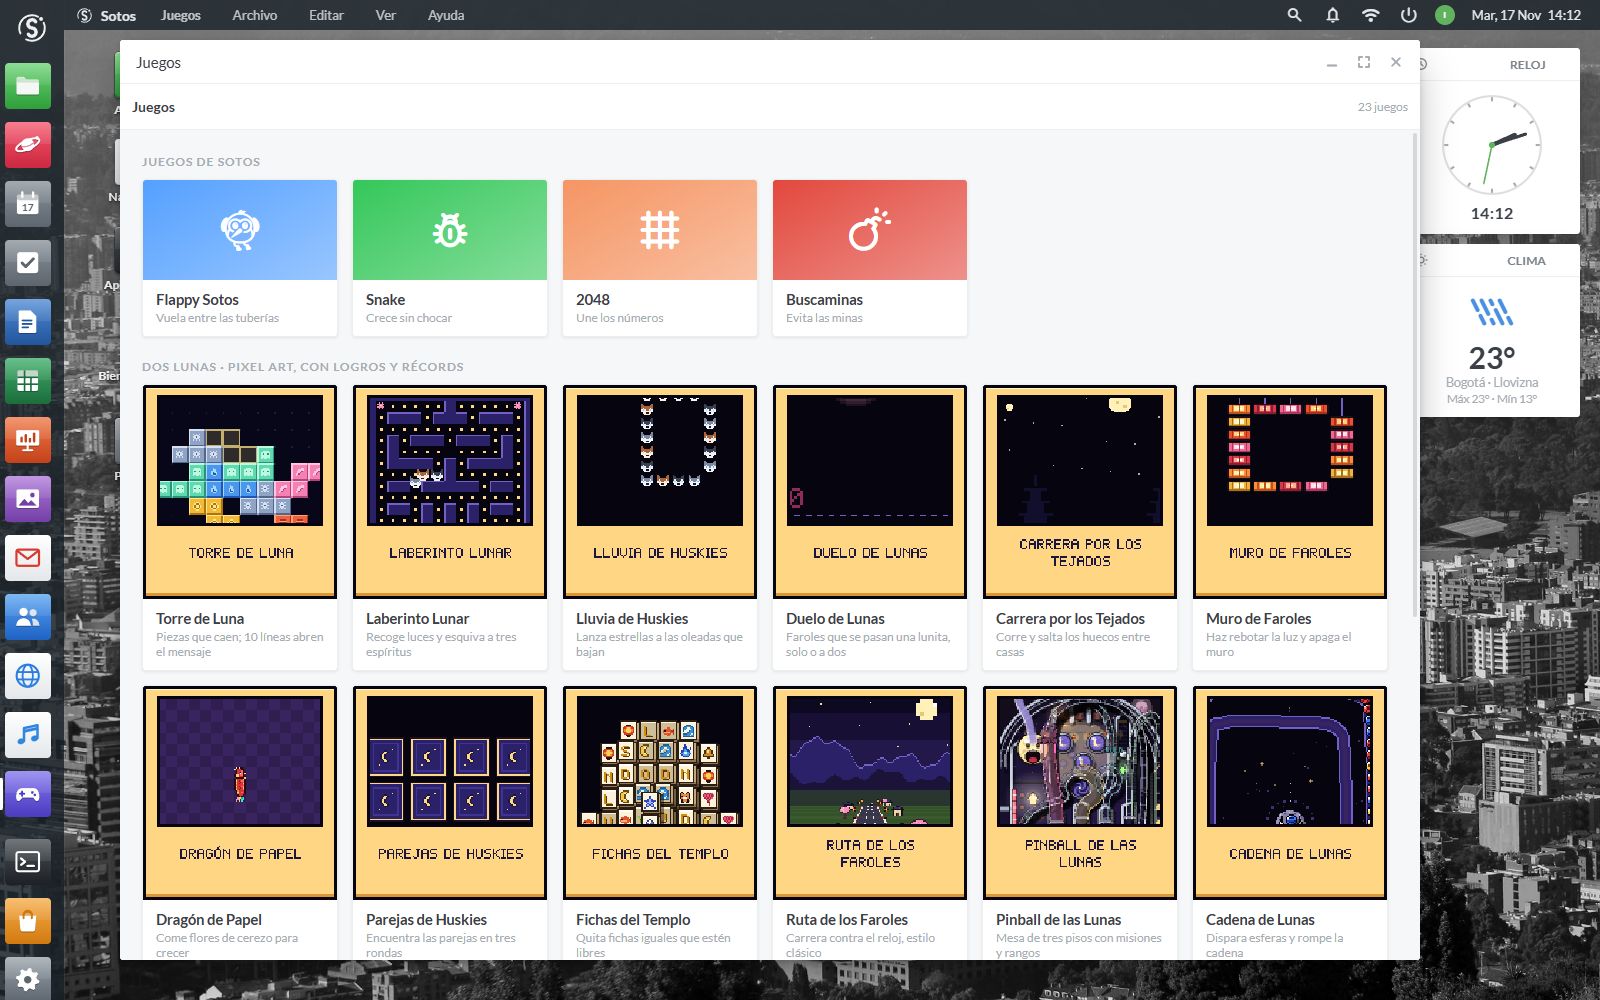 Sotos Juegos Archivo Editar Ver Ayuda
Mar, 17 Nov 14:12
17
Juegos
Juegos
23 juegos
JUEGOS DE SOTOS
Flappy Sotos
Vuela entre las tuberías
Snake
Crece sin chocar
2048
Une los números
Buscaminas
Evita las minas
DOS LUNAS · PIXEL ART, CON LOGROS Y RÉCORDS
TORRE DE LUNA
Torre de Luna
Piezas que caen; 10 líneas abren
el mensaje
LABERINTO LUNAR
Laberinto Lunar
Recoge luces y esquiva a tres
espíritus
LLUVIA DE HUSKIES
Lluvia de Huskies
Lanza estrellas a las oleadas que
bajan
0
DUELO DE LUNAS
Duelo de Lunas
Faroles que se pasan una lunita,
solo o a dos
CARRERA POR LOS
TEJADOS
Carrera por los Tejados
Corre y salta los huecos entre
casas
MURO DE FAROLES
Muro de Faroles
Haz rebotar la luz y apaga el
muro
DRAGÓN DE PAPEL
Dragón de Papel
Come flores de cerezo para
crecer
PAREJAS DE HUSKIES
Parejas de Huskies
Encuentra las parejas en tres
rondas
FICHAS DEL TEMPLO
Fichas del Templo
Quita fichas iguales que estén
libres
RUTA DE LOS
FAROLES
Ruta de los Faroles
Carrera contra el reloj, estilo
clásico
PINBALL DE LAS
LUNAS
Pinball de las Lunas
Mesa de tres pisos con misiones
y rangos
CADENA DE LUNAS
Cadena de Lunas
Dispara esferas y rompe la
cadena
RELOJ
14:12
CLIMA
23°
Bogotá · Llovizna
Máx 23° · Mín 13°